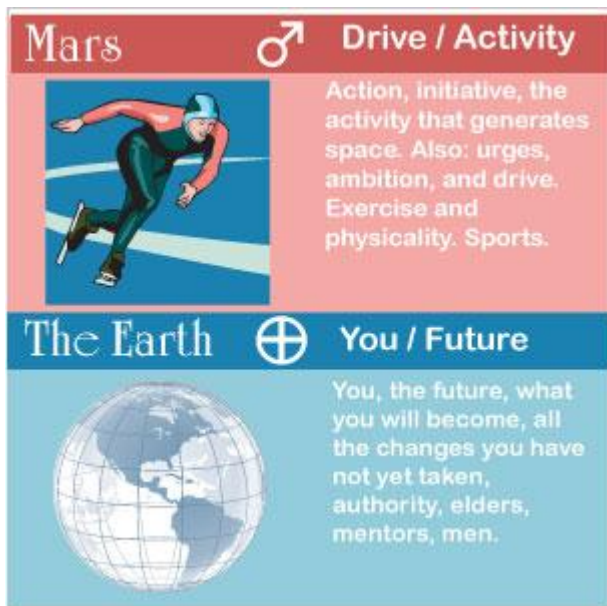 Mars ♂ Drive / Activity
Action, initiative, the
activity that generates
space. Also: urges,
ambition, and drive.
Exercise and
physicality. Sports.
The Earth ⊕ You / Future
You, the future, what
you will become, all
the changes you have
not yet taken,
authority, elders,
mentors, men.